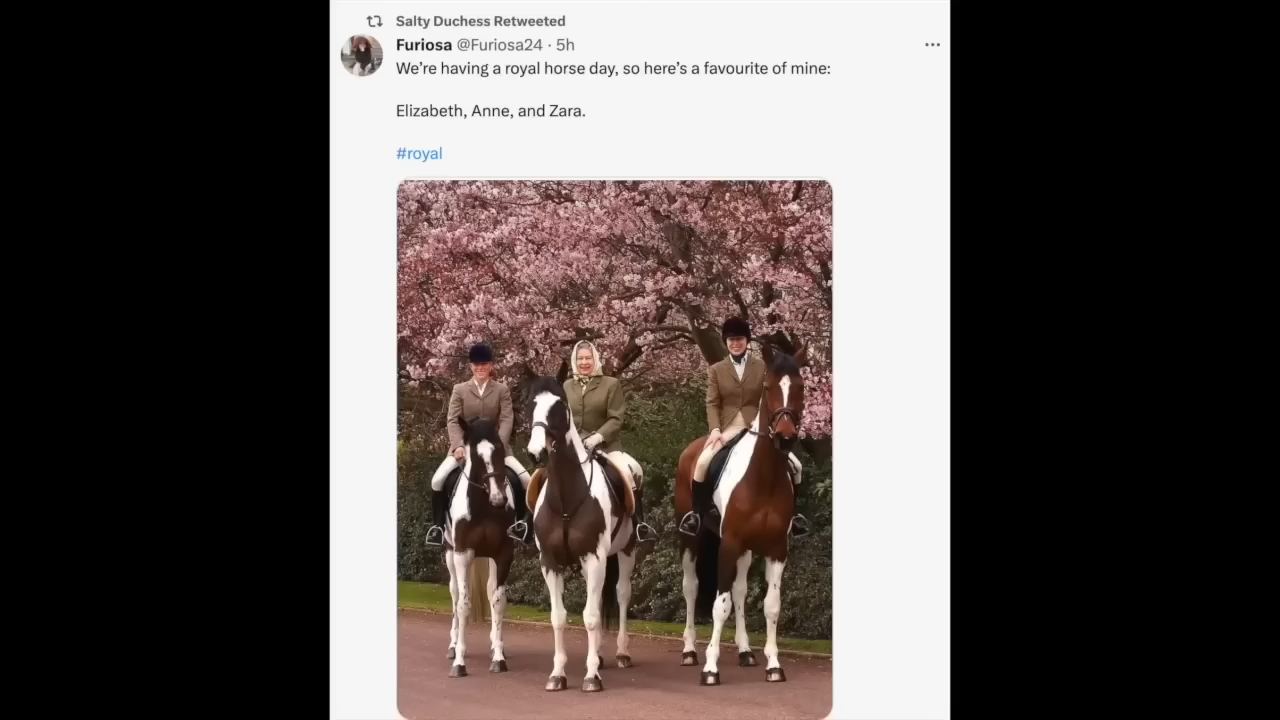 Salty Duchess Retweeted
Furiosa @Furiosa24 · 5h
We’re having a royal horse day, so here’s a favourite of mine:
Elizabeth, Anne, and Zara.
#royal